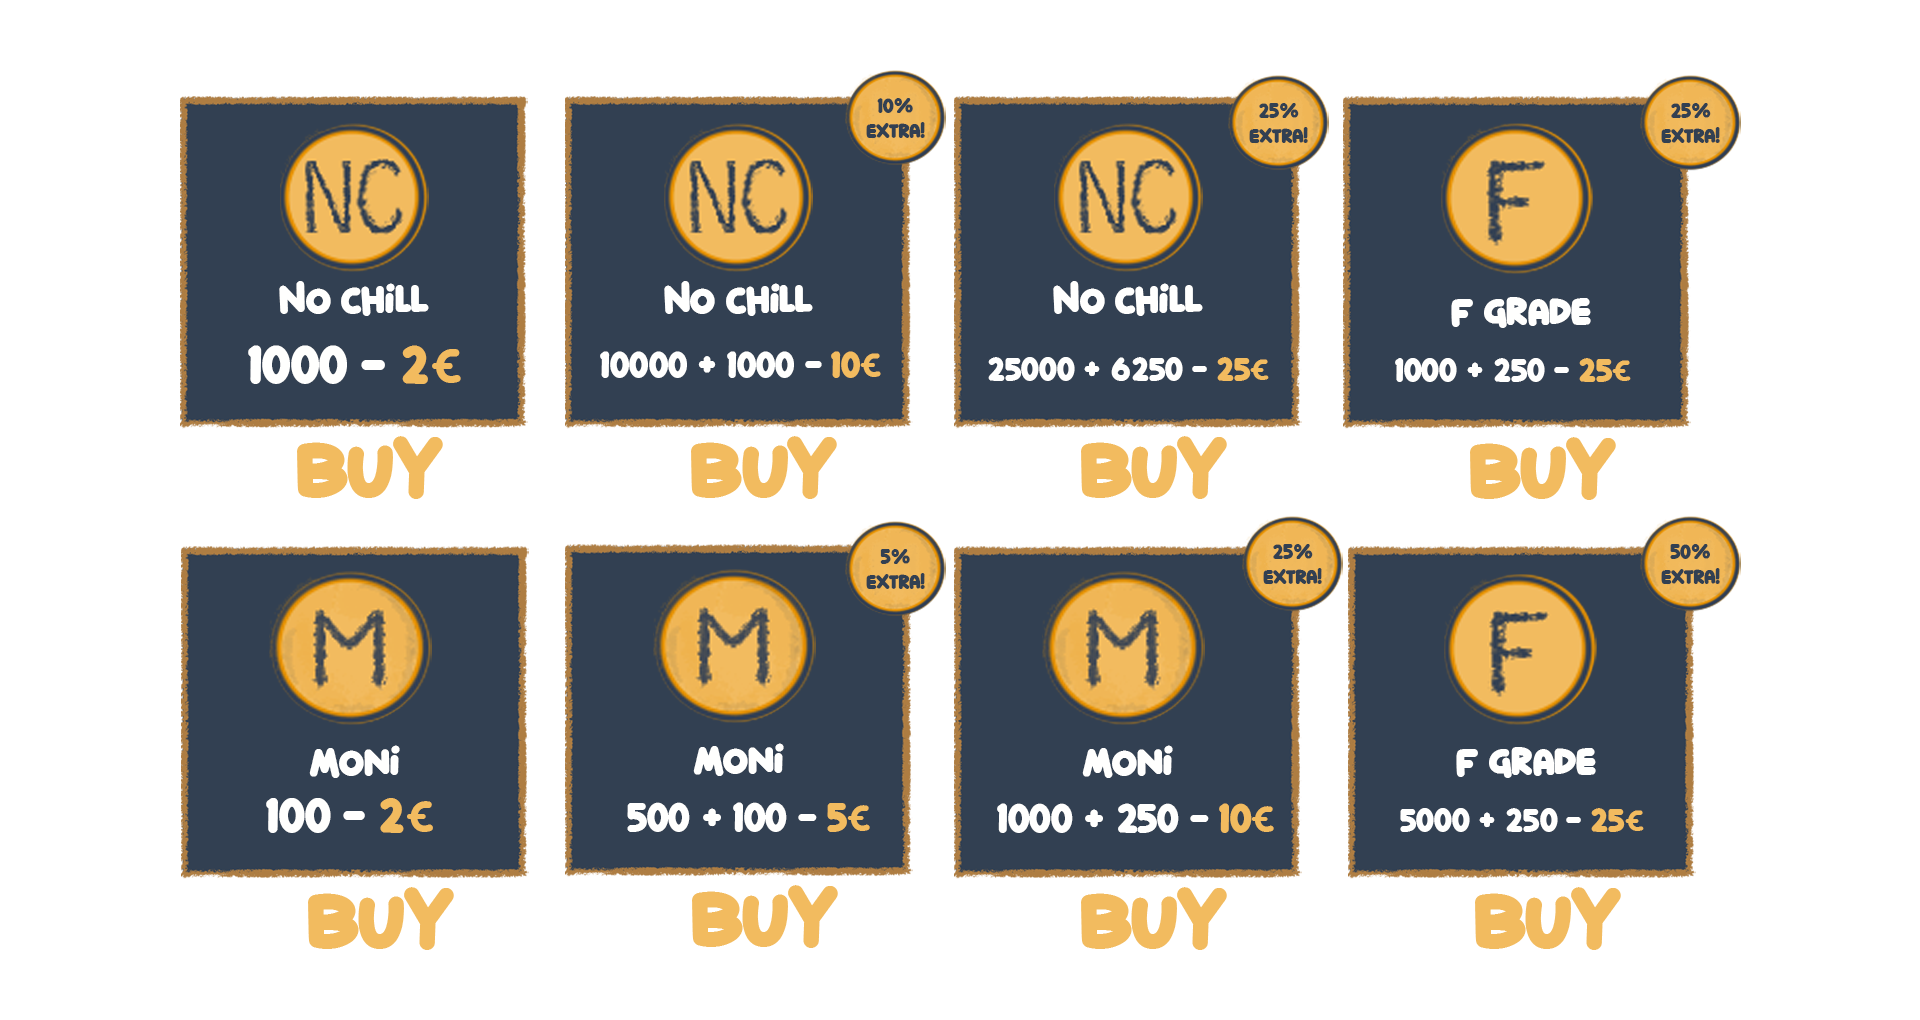 10%
EXTRA!
25%
EXTRA!
25%
EXTRA!
NC
NC
NC
F
NO CHiLL
NO CHiLL
NO CHiLL
F GRADE
1000 - 2€
10000 + 1000 - 10€
25000 + 6250 - 25€
1000 + 250 - 25€
BUY
BUY
BUY
BUY
5%
EXTRA!
25%
EXTRA!
50%
EXTRA!
M
M
M
F
MONi
MONi
MONi
F GRADE
100 - 2€
500 + 100 - 5€
1000 + 250 - 10€
5000 + 250 - 25€
BUY
BUY
BUY
BUY